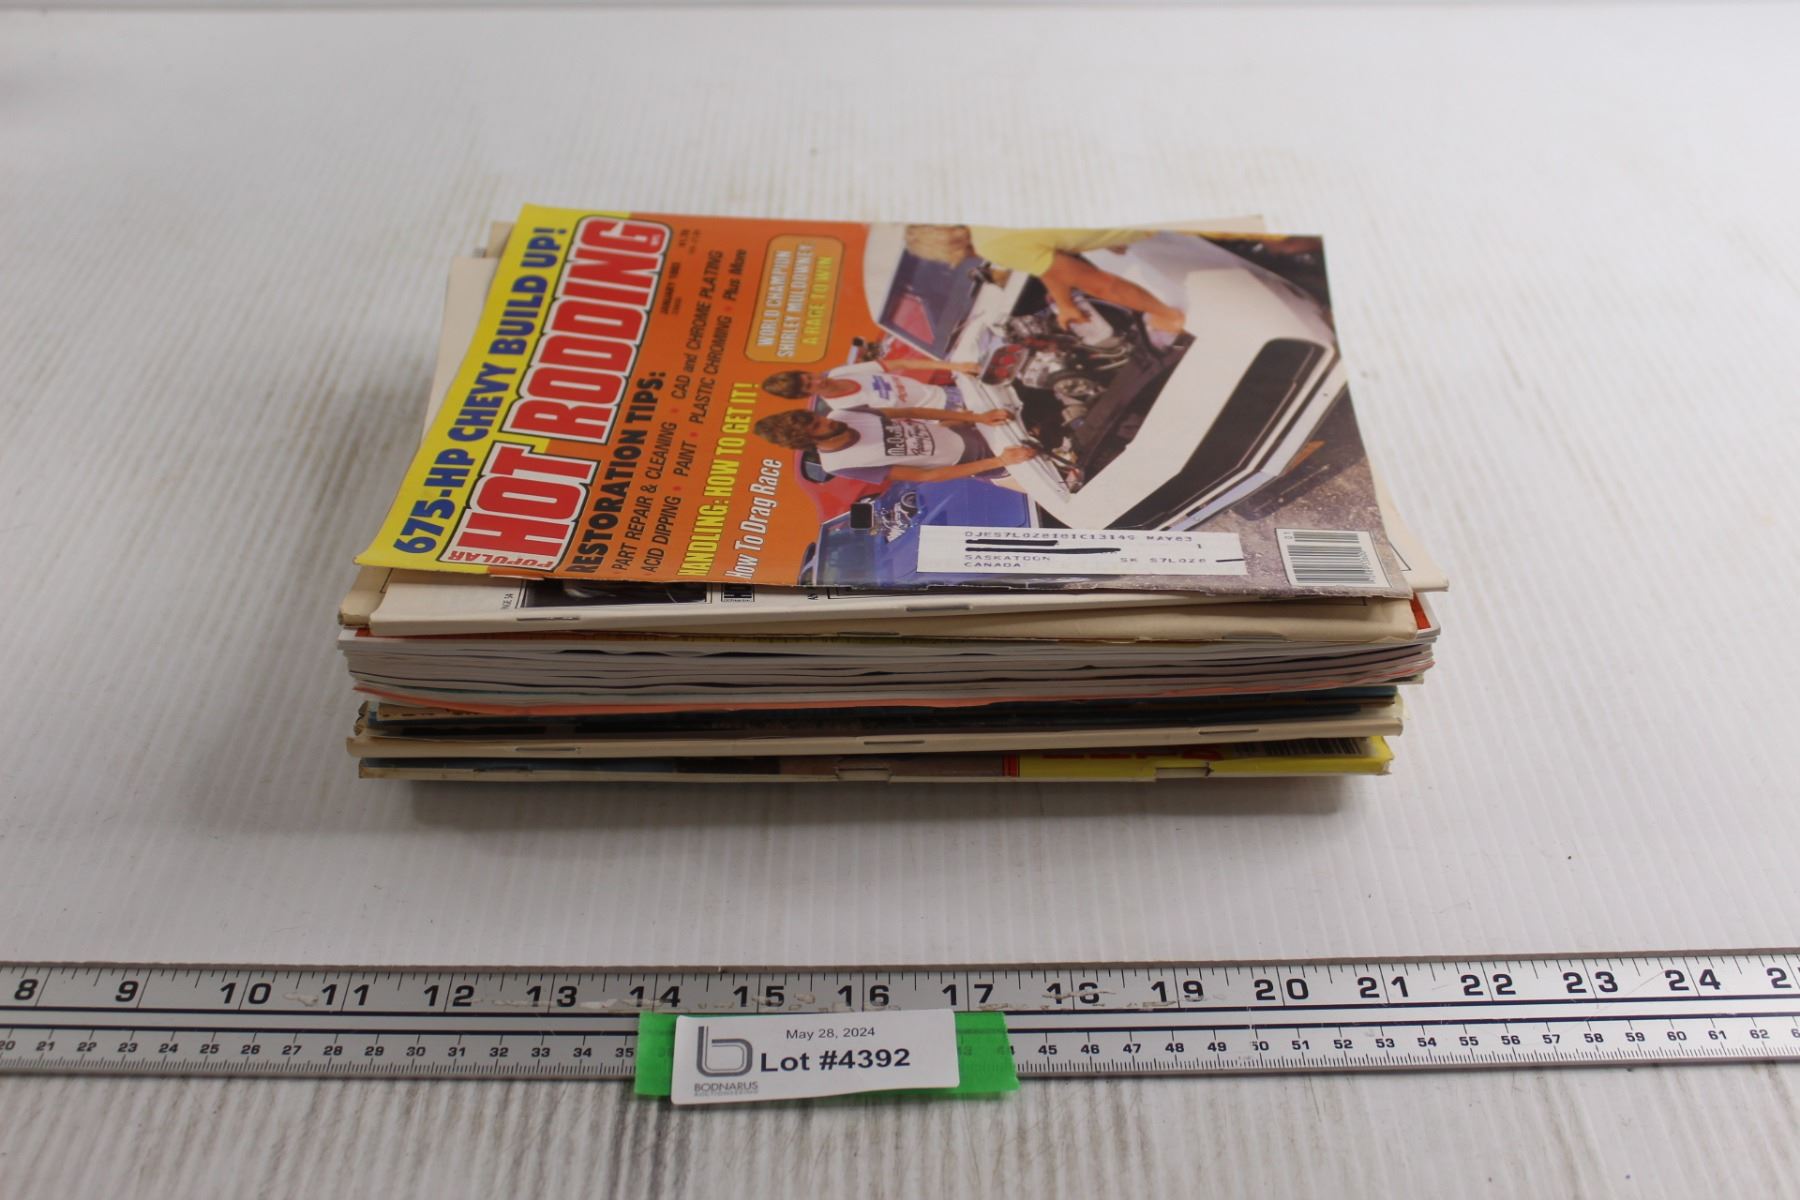 675-HP CHEVY BUILD UP!
POPULAR
HOT RODDING
JANUARY 1983
RESTORATION TIPS:
PART REPAIR & CLEANING • CAD and CHROME PLATING
ACID DIPPING • PAINT • PLASTIC CHROMING • Plus More
HANDLING: HOW TO GET IT!
How To Drag Race
WORLD CHAMPION
SHIRLEY MULDOWNEY
A RAGE TO WIN
SASKATOON SK S7L0Z8
CANADA
8 9 10 11 12 13 14 15 16 17 18 19 20 21 22 23 24
20 21 22 23 24 25 26 27 28 29 30 31 32 33 34 35 45 46 47 48 49 50 51 52 53 54 55 56 57 58 59 60 61 62
May 28, 2024
Lot #4392
BODNARUS
AUCTIONEERING